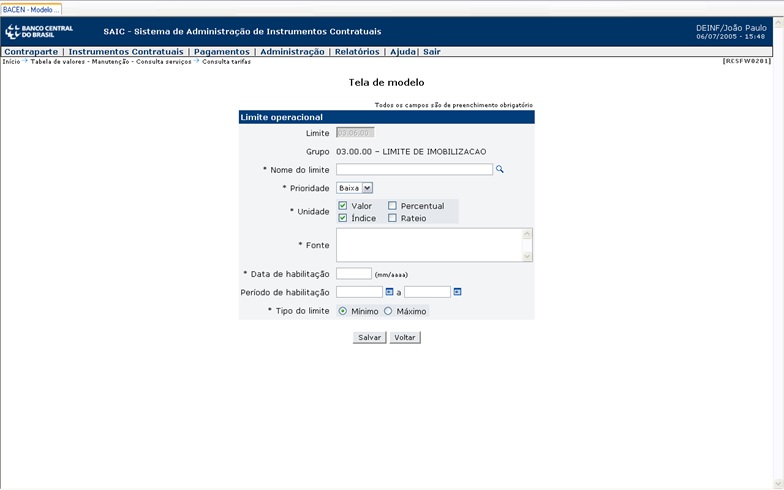 BACEN - Modelo ...
BANCO CENTRAL
DO BRASIL
SAIC - Sistema de Administração de Instrumentos Contratuais
DEINF/João Paulo
06/07/2005 - 15:48
Contraparte | Instrumentos Contratuais | Pagamentos | Administração | Relatórios | Ajuda | Sair
Início → Tabela de valores - Manutenção - Consulta serviços → Consulta tarifas
[RCSFW0201]
Tela de modelo
Todos os campos são de preenchimento obrigatório
Limite operacional
Limite 03.06.00
Grupo 03.00.00 - LIMITE DE IMOBILIZACAO
* Nome do limite
* Prioridade Baixa
* Unidade Valor Percentual
Índice Rateio
* Fonte
* Data de habilitação (mm/aaaa)
Período de habilitação a
* Tipo do limite Mínimo Máximo
Salvar Voltar